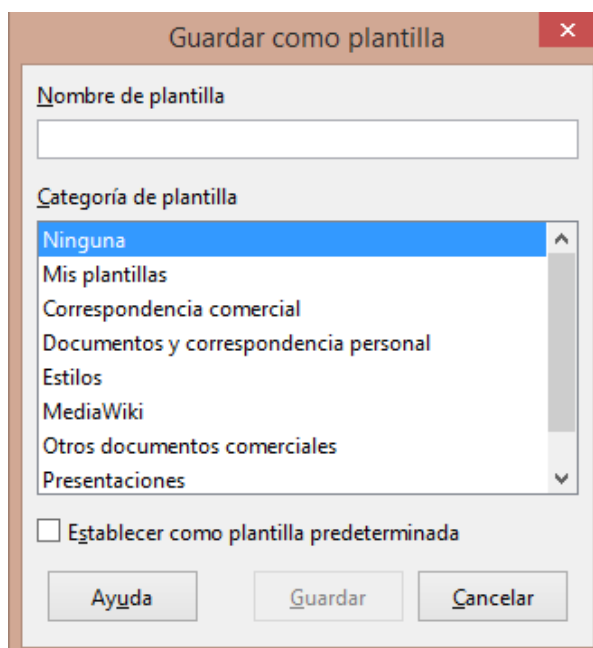 Guardar como plantilla
Nombre de plantilla
Categoría de plantilla
Ninguna
Mis plantillas
Correspondencia comercial
Documentos y correspondencia personal
Estilos
MediaWiki
Otros documentos comerciales
Presentaciones
Establecer como plantilla predeterminada
Ayuda Guardar Cancelar